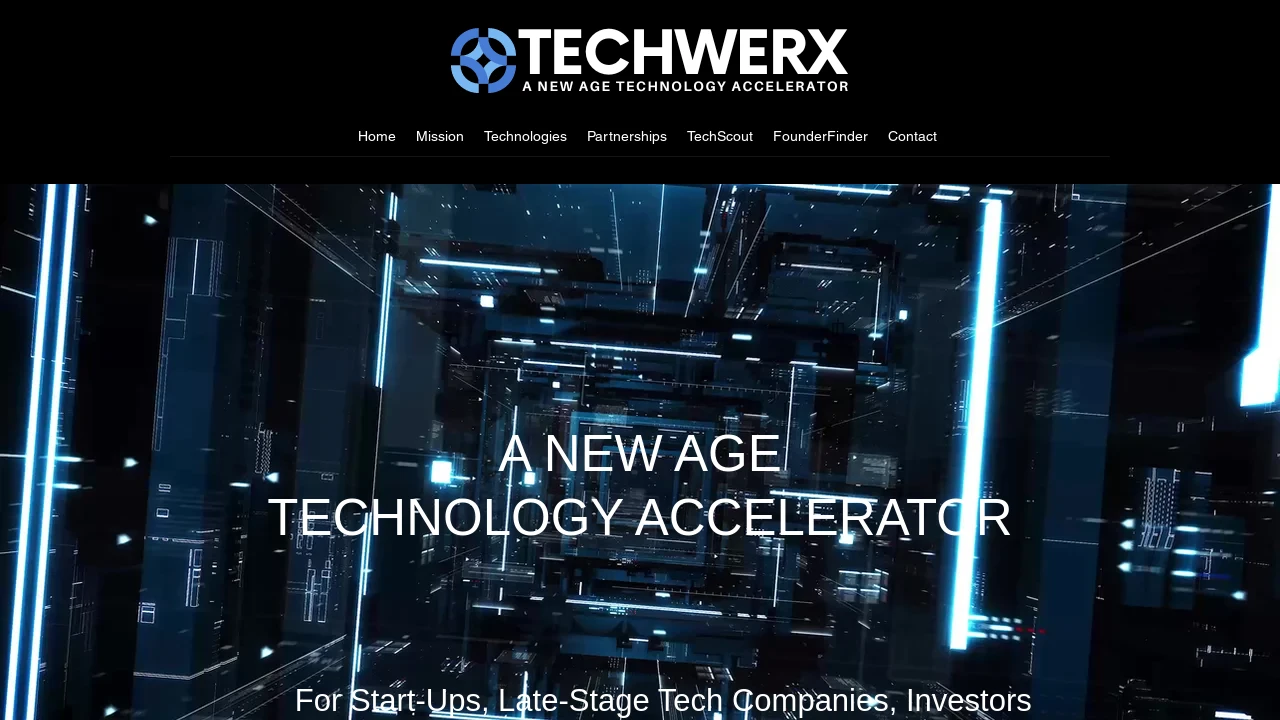 TECHWERX
A NEW AGE TECHNOLOGY ACCELERATOR
Home Mission Technologies Partnerships TechScout FounderFinder Contact
A NEW AGE
TECHNOLOGY ACCELERATOR
For Start-Ups, Late-Stage Tech Companies, Investors